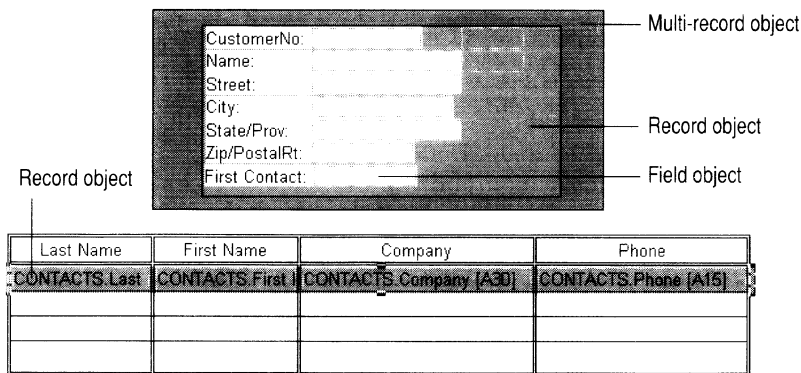 Multi-record object
CustomerNo:
Name:
Street:
City:
State/Prov:
Zip/PostalRt:
First Contact:
Record object
Field object
Record object
Last Name First Name Company Phone
CONTACTS.Last CONTACTS.First CONTACTS.Company [A30] CONTACTS.Phone [A15]